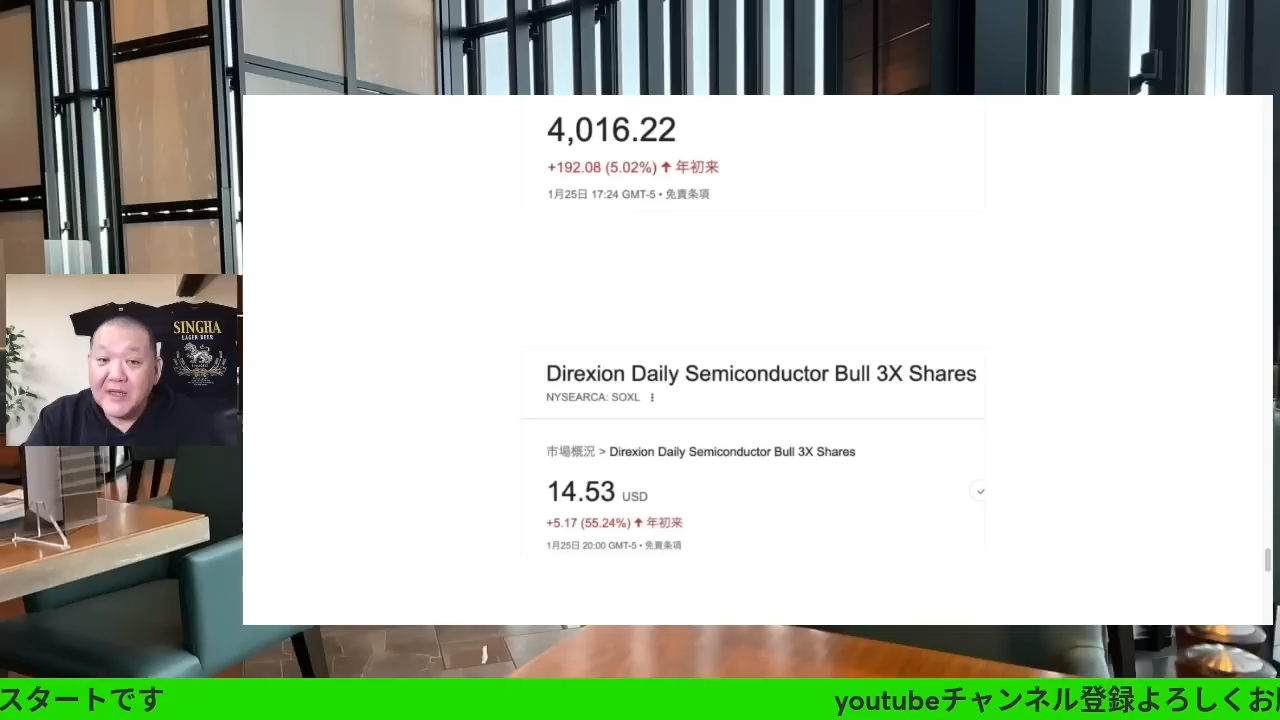 4,016.22
+192.08 (5.02%) ↑ 年初来
1月25日 17:24 GMT-5 • 免責条項
Direxion Daily Semiconductor Bull 3X Shares
NYSEARCA: SOXL
市場概況 > Direxion Daily Semiconductor Bull 3X Shares
14.53 USD
+5.17 (55.24%) ↑ 年初来
1月25日 20:00 GMT-5 • 免責条項
SINGHA
LAGER BEER
スタートです
youtubeチャンネル登録よろしくお